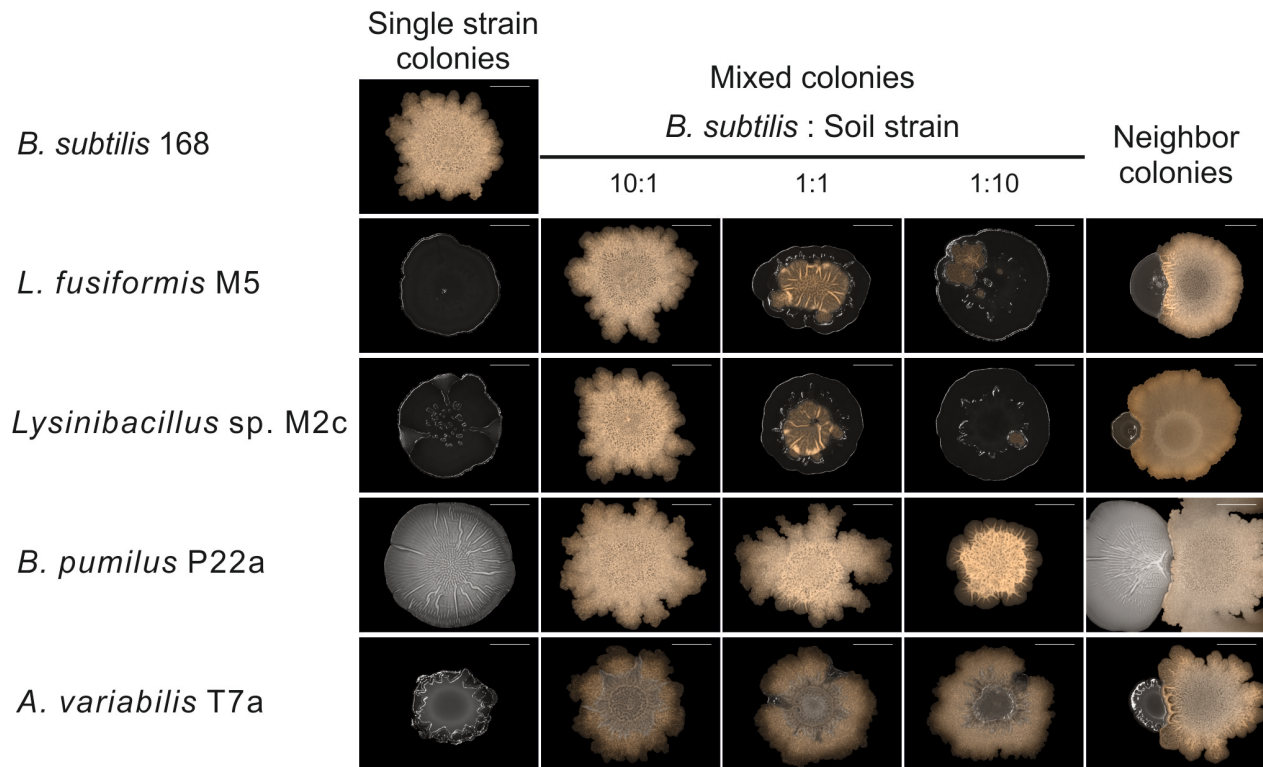 Single strain
colonies
Mixed colonies
B. subtilis : Soil strain
Neighbor
colonies
10:1
1:1
1:10
B. subtilis 168
L. fusiformis M5
Lysinibacillus sp. M2c
B. pumilus P22a
A. variabilis T7a